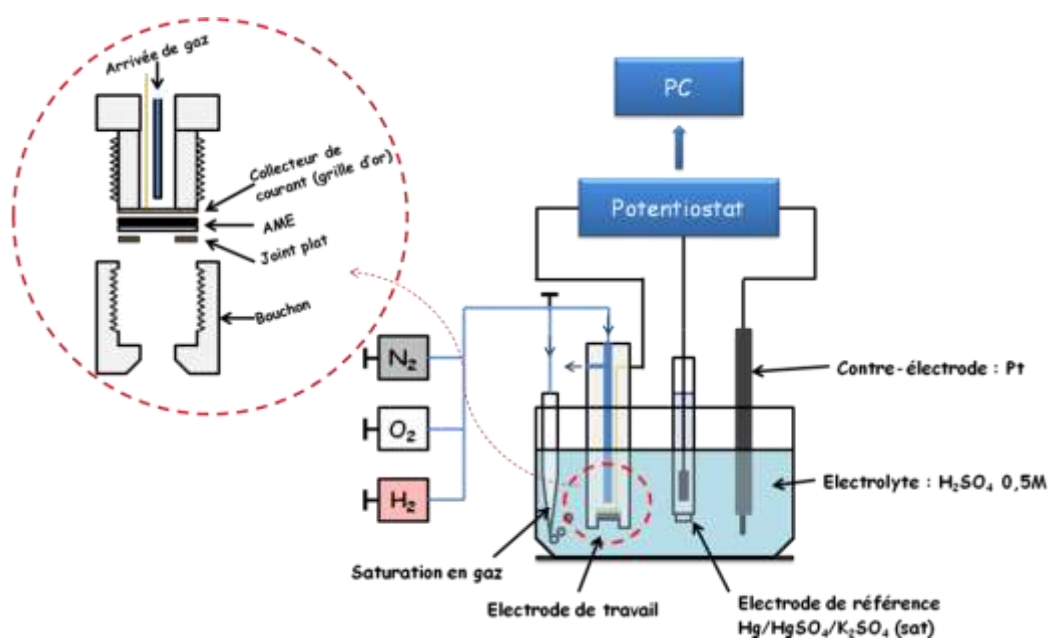 Arrivée de gaz
Collecteur de
courant (grille d'or)
AME
Joint plat
Bouchon
PC
Potentiostat
N₂
O₂
H₂
Contre-électrode : Pt
Electrolyte : H₂SO₄ 0,5M
Saturation en gaz
Electrode de travail
Electrode de référence
Hg/HgSO₄/K₂SO₄ (sat)